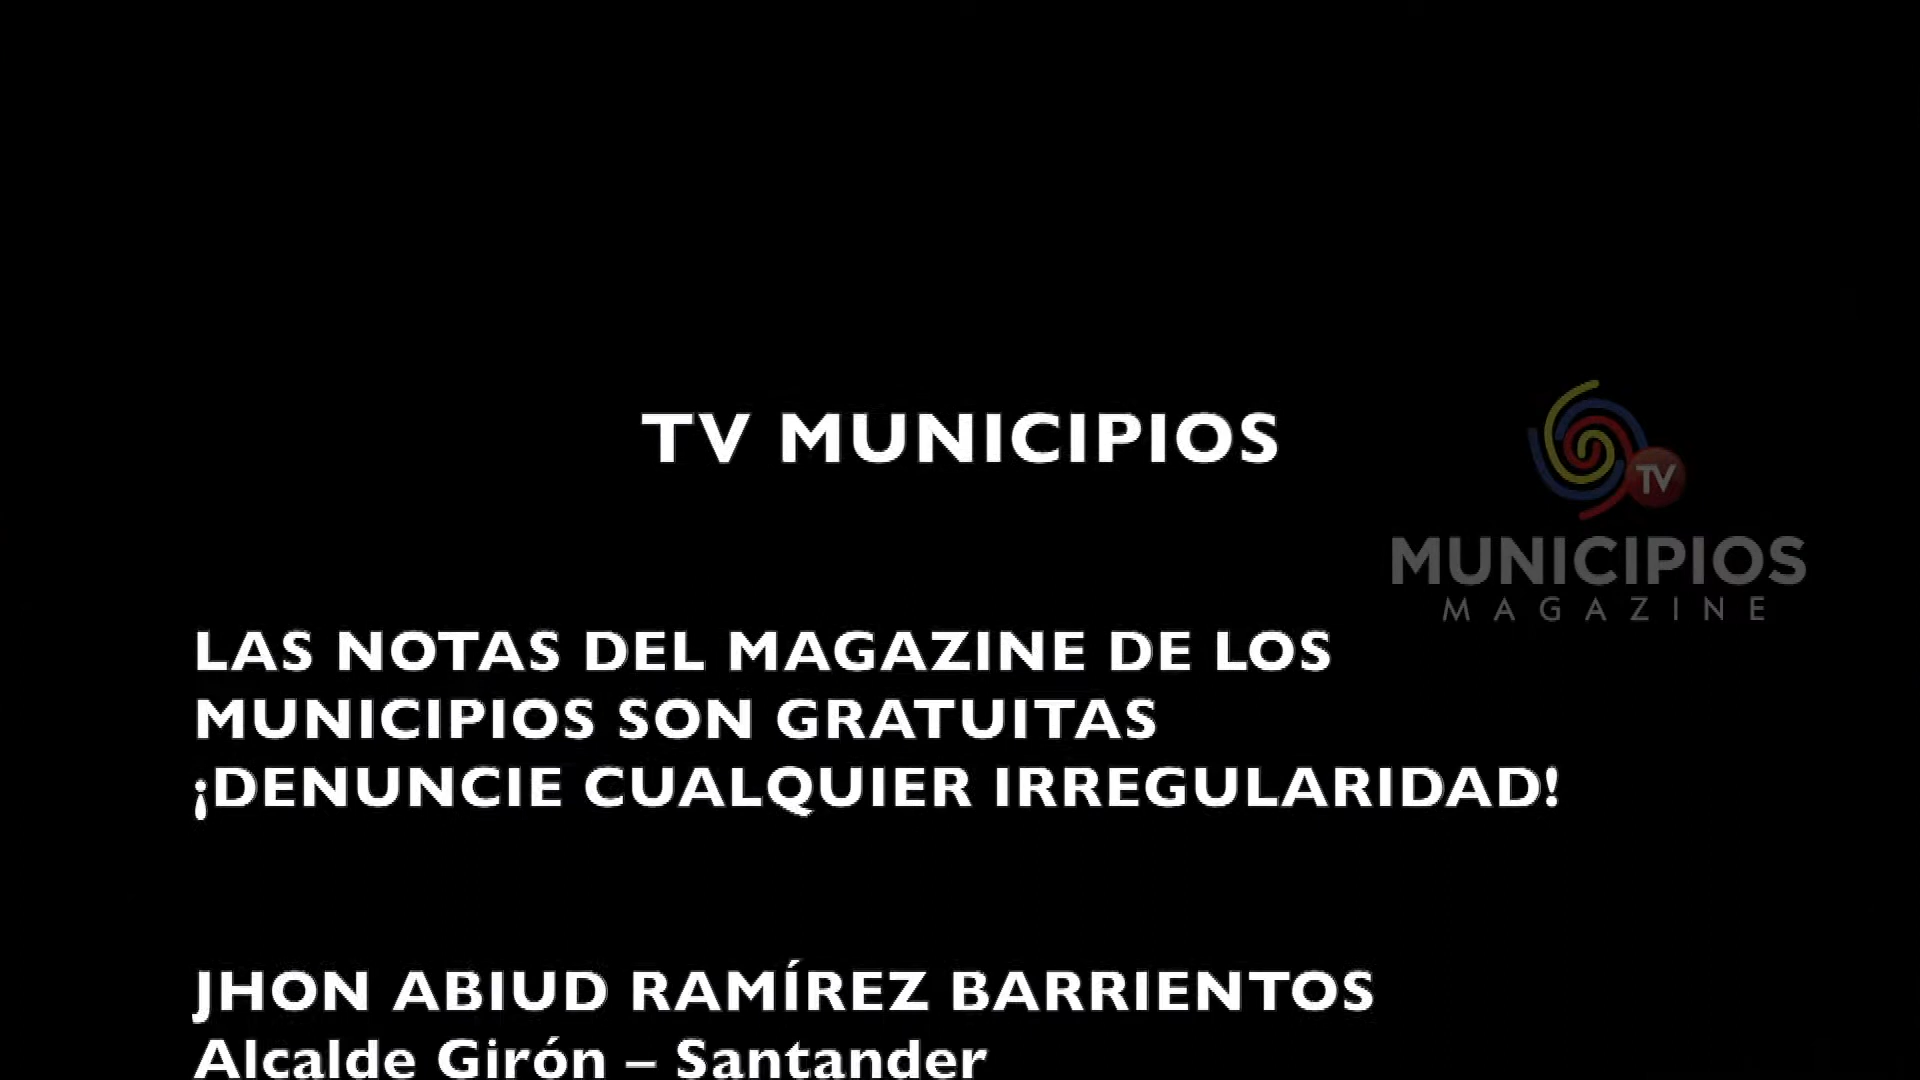 TV MUNICIPIOS
TV
MUNICIPIOS
MAGAZINE
LAS NOTAS DEL MAGAZINE DE LOS
MUNICIPIOS SON GRATUITAS
¡DENUNCIE CUALQUIER IRREGULARIDAD!
JHON ABIUD RAMÍREZ BARRIENTOS
Alcalde Girón – Santander